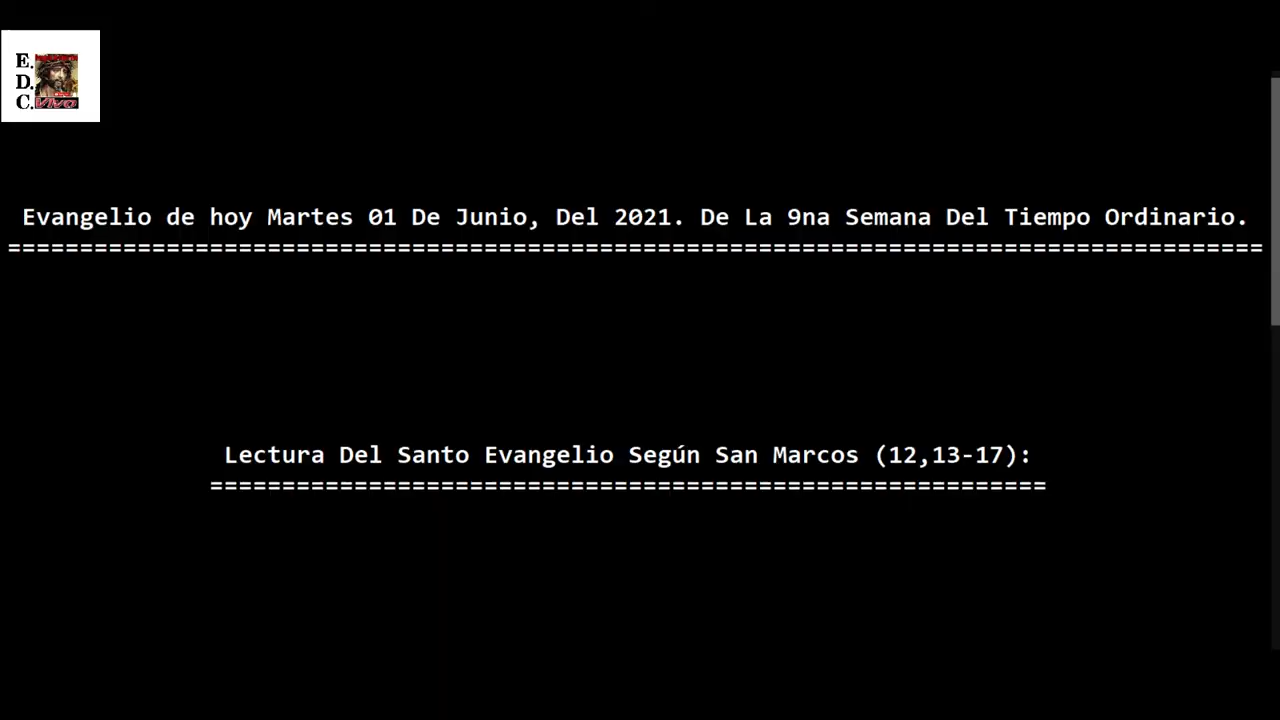 E.
D.
C.
Vivo
Evangelio de hoy Martes 01 De Junio, Del 2021. De La 9na Semana Del Tiempo Ordinario.
=======================================================================================
Lectura Del Santo Evangelio Según San Marcos (12,13-17):
==========================================================